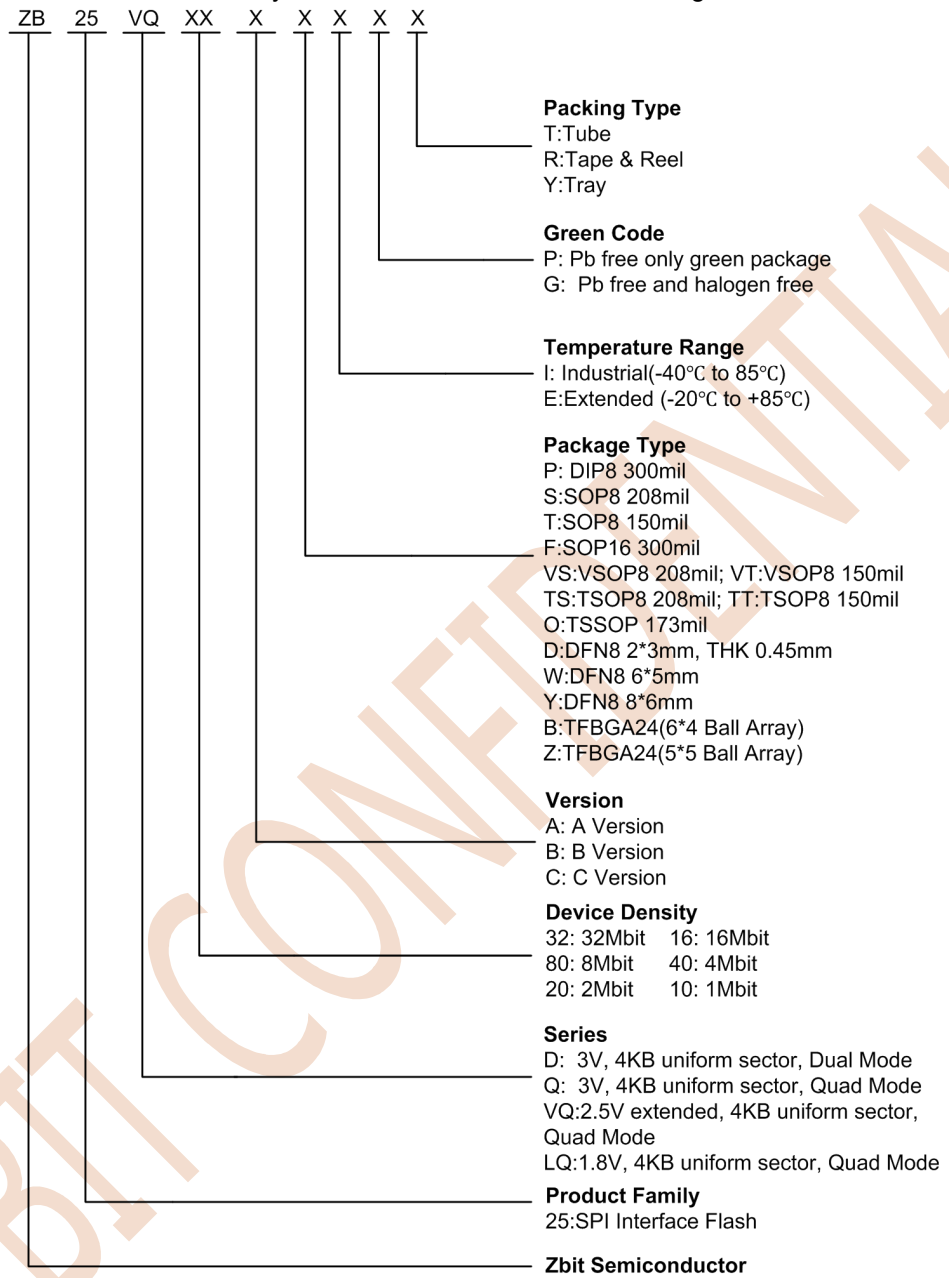 ZB 25 VQ XX X X X X X
Packing Type
T:Tube
R:Tape & Reel
Y:Tray
Green Code
P: Pb free only green package
G: Pb free and halogen free
Temperature Range
I: Industrial(-40℃ to 85℃)
E:Extended (-20℃ to +85℃)
Package Type
P: DIP8 300mil
S:SOP8 208mil
T:SOP8 150mil
F:SOP16 300mil
VS:VSOP8 208mil; VT:VSOP8 150mil
TS:TSOP8 208mil; TT:TSOP8 150mil
O:TSSOP 173mil
D:DFN8 2*3mm, THK 0.45mm
W:DFN8 6*5mm
Y:DFN8 8*6mm
B:TFBGA24(6*4 Ball Array)
Z:TFBGA24(5*5 Ball Array)
Version
A: A Version
B: B Version
C: C Version
Device Density
32: 32Mbit 16: 16Mbit
80: 8Mbit 40: 4Mbit
20: 2Mbit 10: 1Mbit
Series
D: 3V, 4KB uniform sector, Dual Mode
Q: 3V, 4KB uniform sector, Quad Mode
VQ:2.5V extended, 4KB uniform sector,
Quad Mode
LQ:1.8V, 4KB uniform sector, Quad Mode
Product Family
25:SPI Interface Flash
Zbit Semiconductor
BIT CONFIDENTIAL